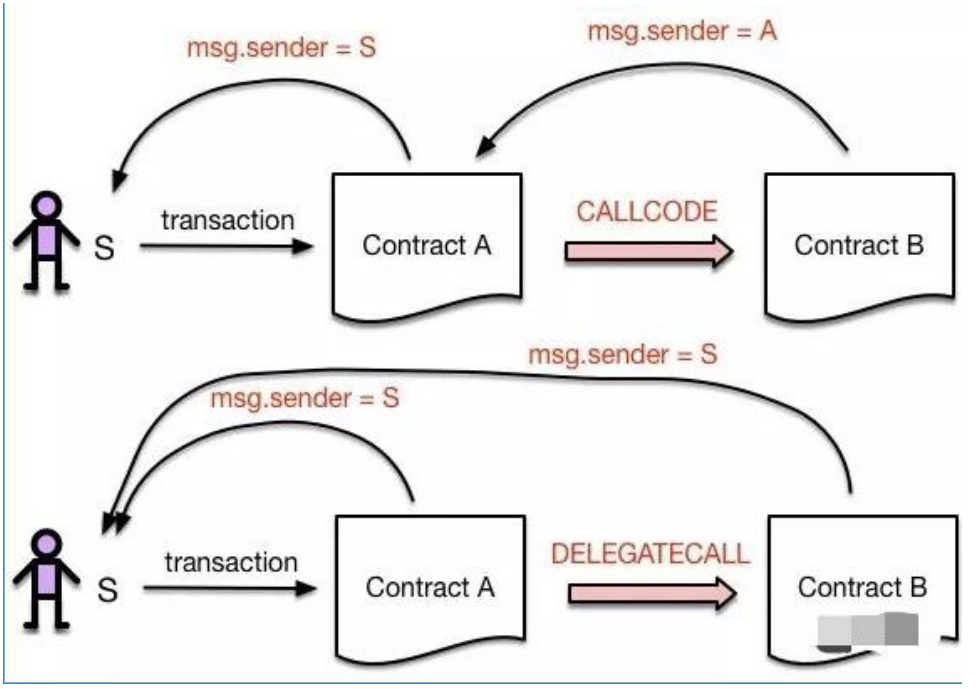 msg.sender = S
msg.sender = A
S
transaction
Contract A
CALLCODE
Contract B
msg.sender = S
msg.sender = S
S
transaction
Contract A
DELEGATECALL
Contract B